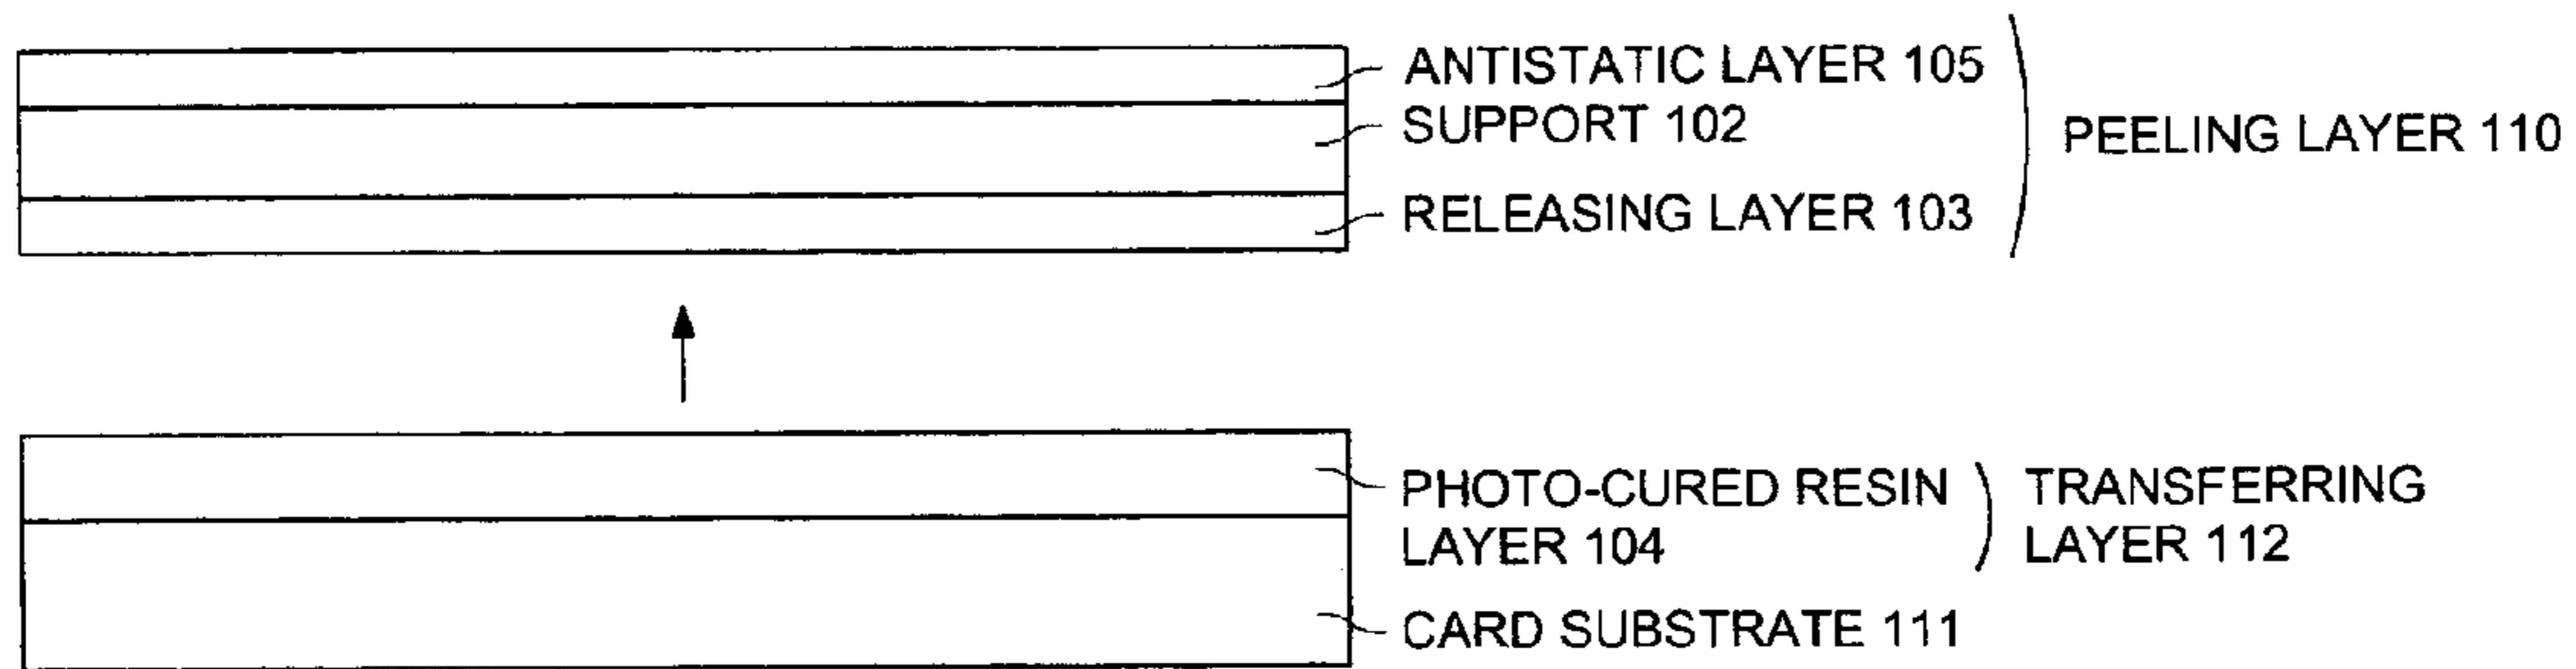 ANTISTATIC LAYER 105
SUPPORT 102
RELEASING LAYER 103
PEELING LAYER 110
PHOTO-CURED RESIN
LAYER 104
TRANSFERRING
LAYER 112
CARD SUBSTRATE 111